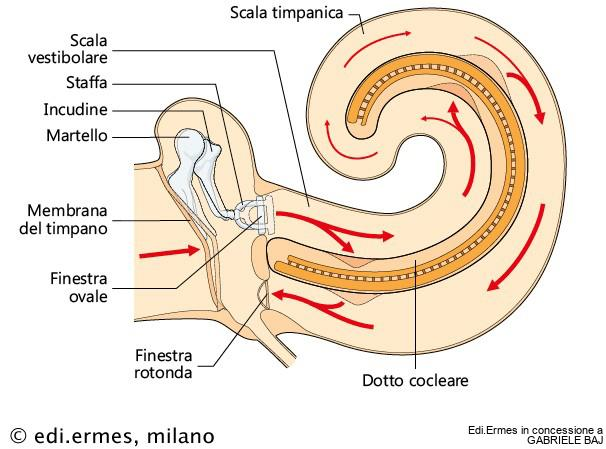 Scala timpanica
Scala
vestibolare
Staffa
Incudine
Martello
Membrana
del timpano
Finestra
ovale
Finestra
rotonda
Dotto cocleare
© edi.ermes, milano
Edi.Ermes in concessione a
GABRIELE BAJ